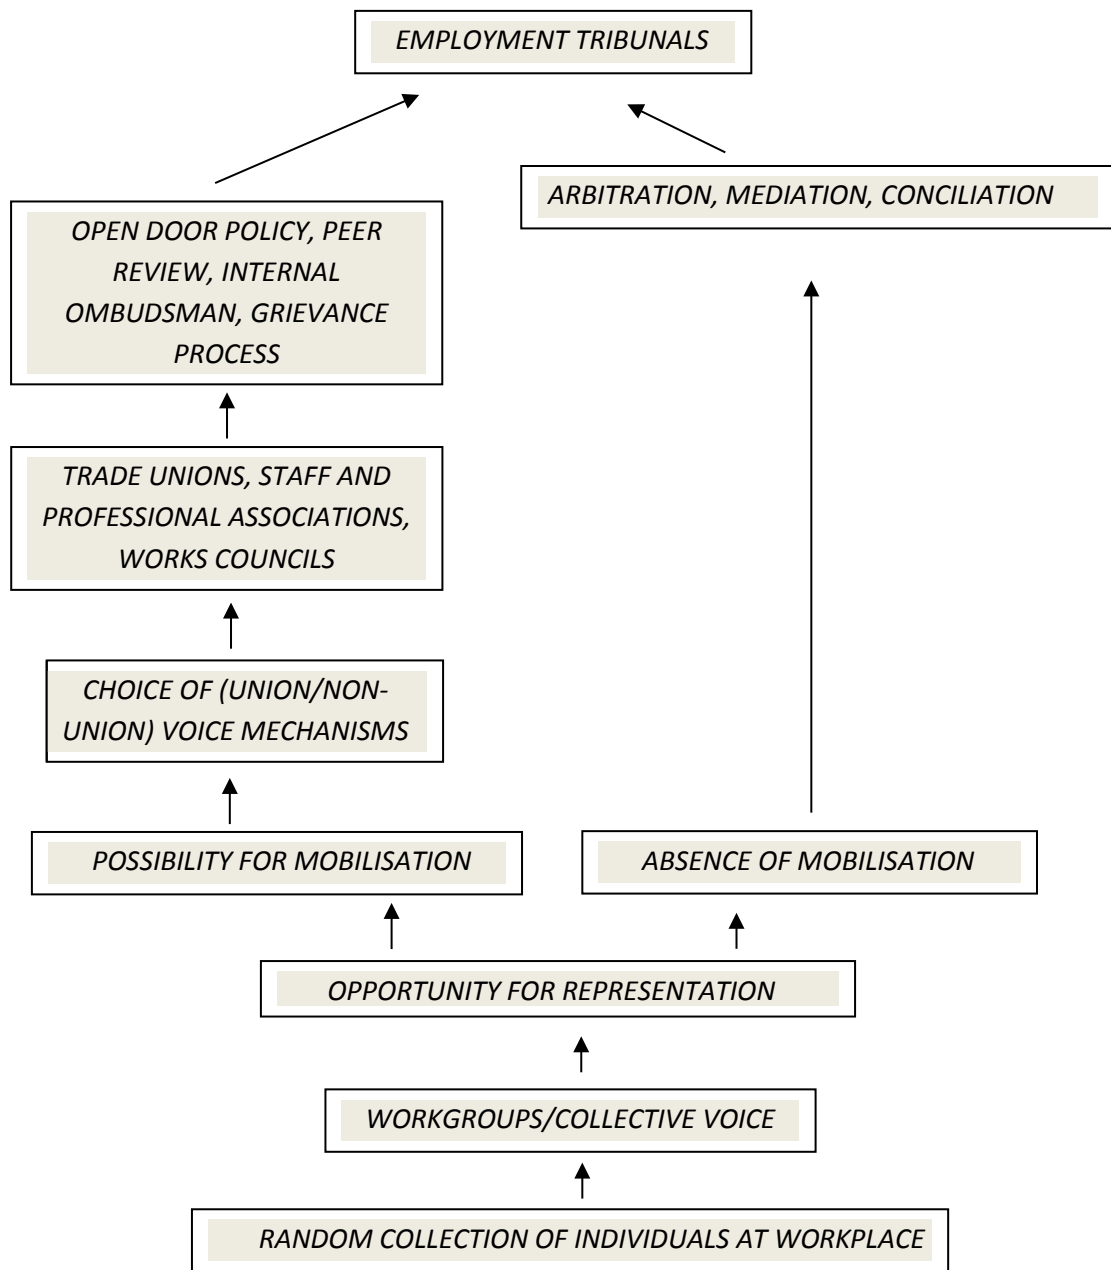 EMPLOYMENT TRIBUNALS
ARBITRATION, MEDIATION, CONCILIATION
OPEN DOOR POLICY, PEER
REVIEW, INTERNAL
OMBUDSMAN, GRIEVANCE
PROCESS
TRADE UNIONS, STAFF AND
PROFESSIONAL ASSOCIATIONS,
WORKS COUNCILS
CHOICE OF (UNION/NON-
UNION) VOICE MECHANISMS
POSSIBILITY FOR MOBILISATION
ABSENCE OF MOBILISATION
OPPORTUNITY FOR REPRESENTATION
WORKGROUPS/COLLECTIVE VOICE
RANDOM COLLECTION OF INDIVIDUALS AT WORKPLACE